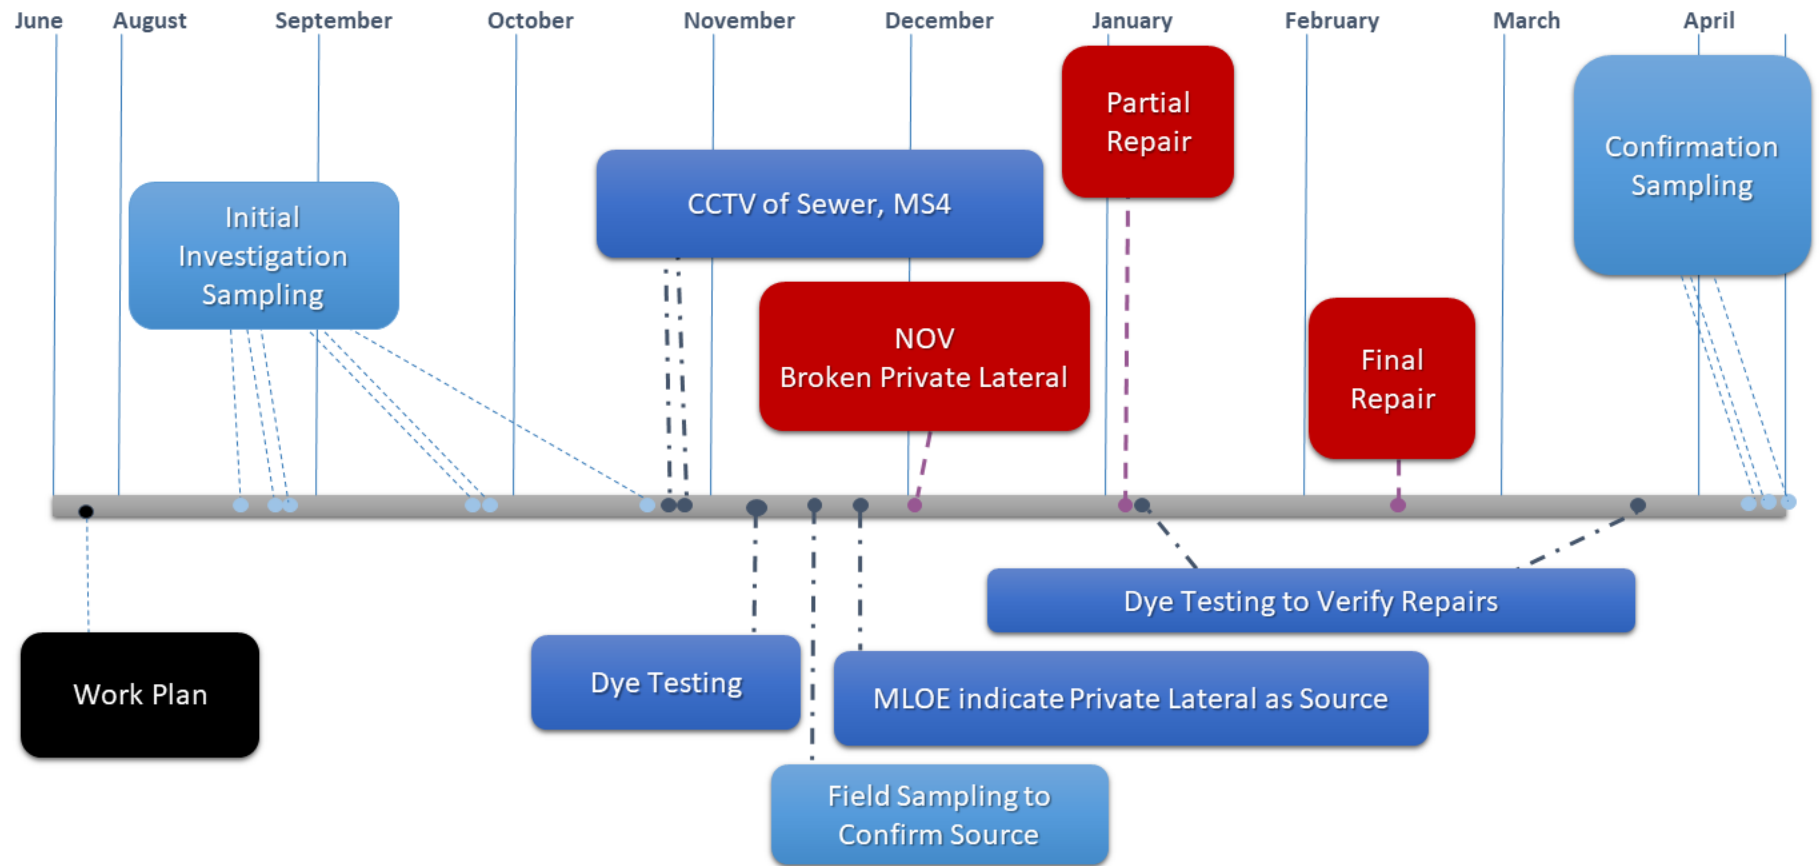 June
August
September
October
November
December
January
February
March
April
Partial
Repair
Confirmation
Sampling
CCTV of Sewer, MS4
Initial
Investigation
Sampling
NOV
Broken Private Lateral
Final
Repair
Dye Testing to Verify Repairs
Work Plan
Dye Testing
MLOE indicate Private Lateral as Source
Field Sampling to
Confirm Source